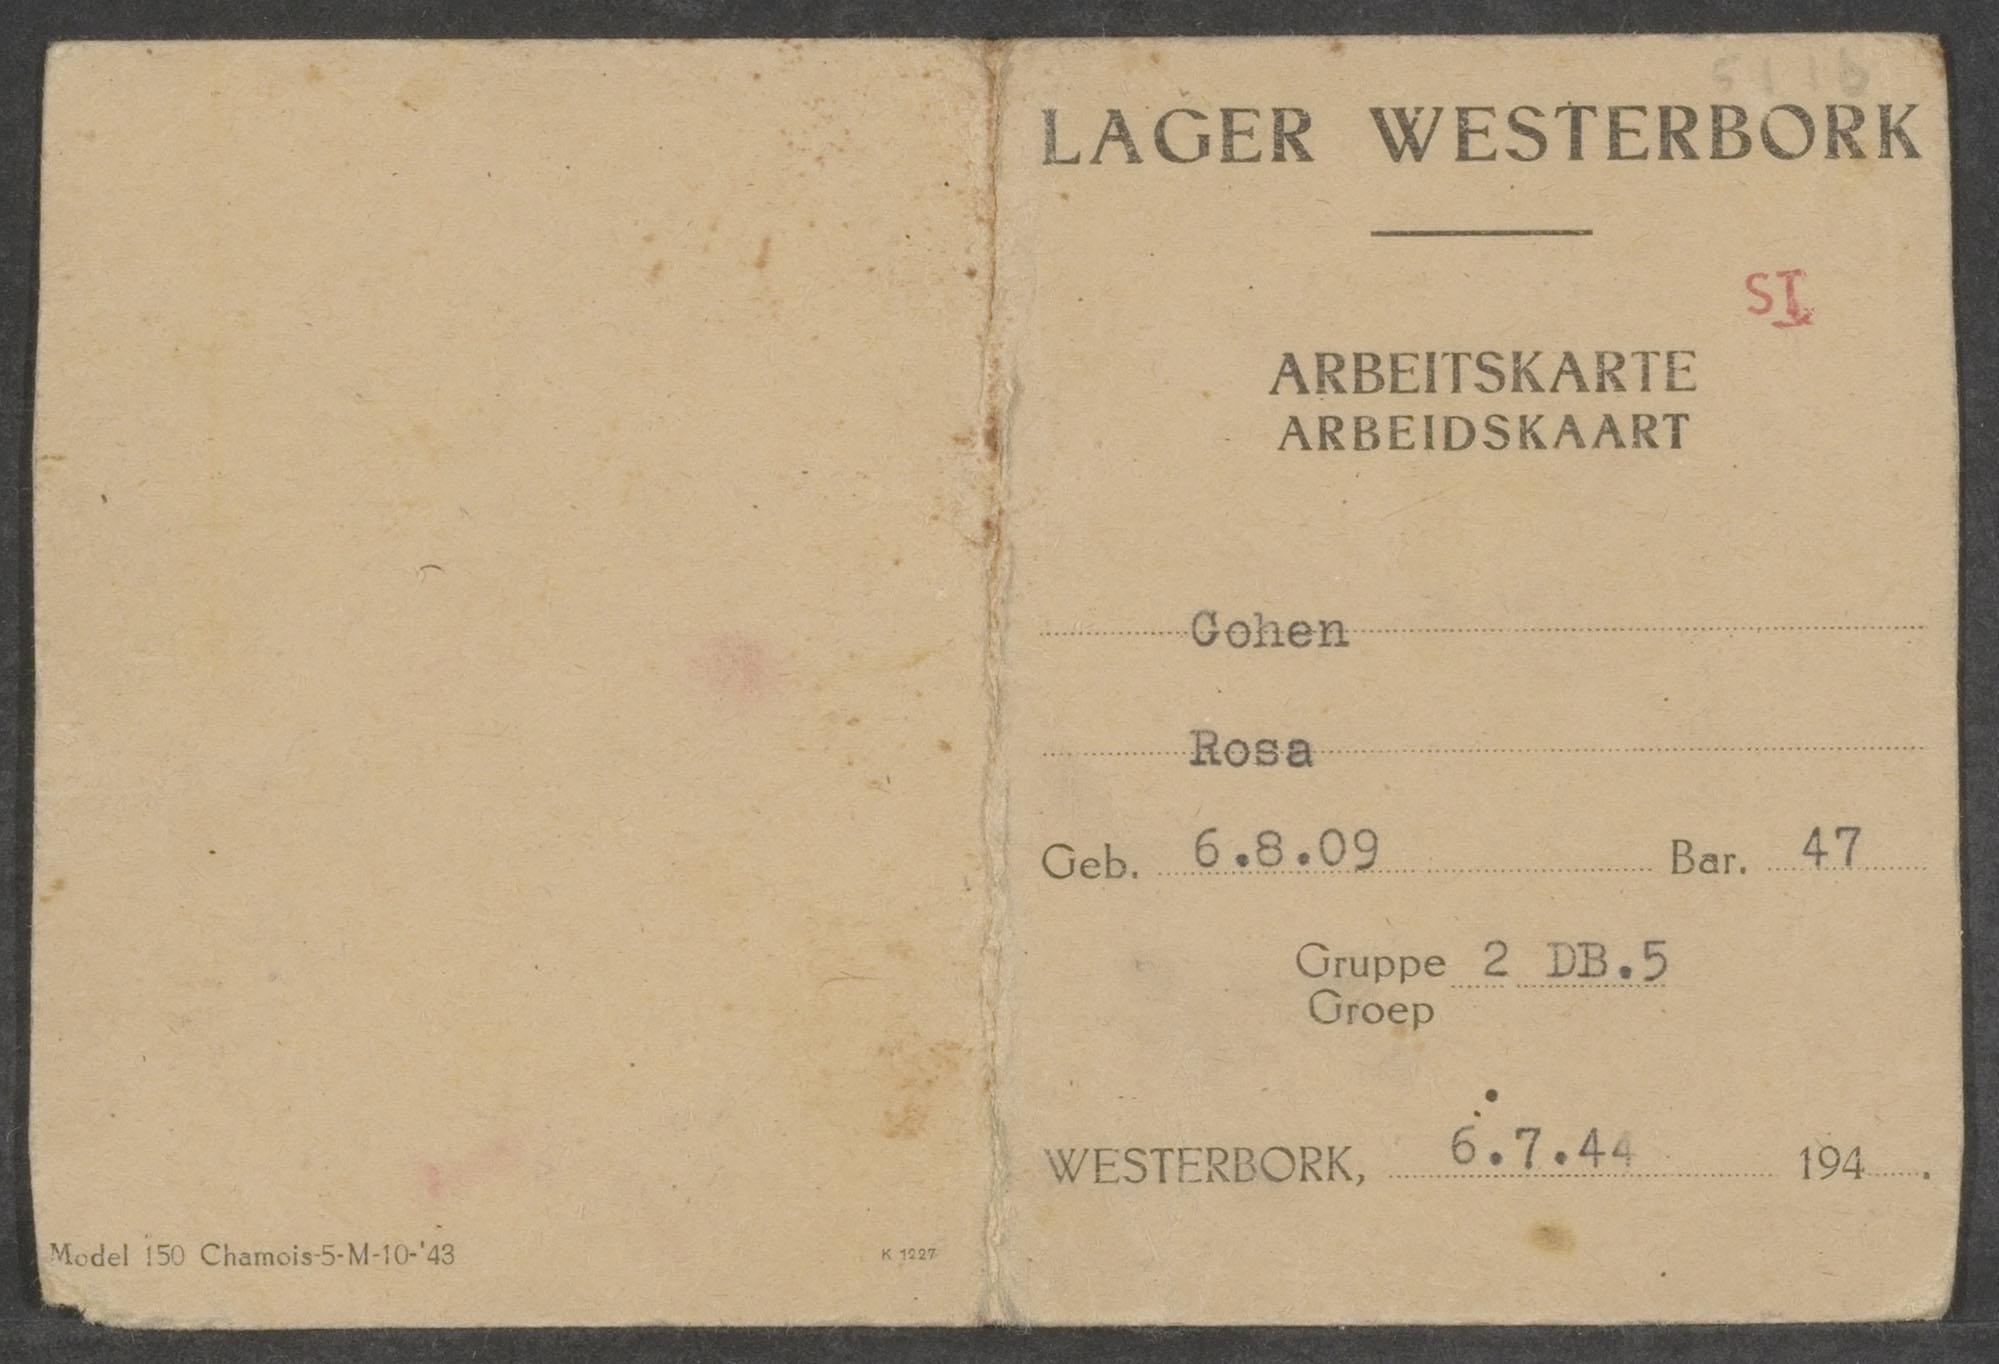 LAGER WESTERBORK
SI
ARBEITSKARTE
ARBEIDSKAART
Cohen
Rosa
Geb. 6.8.09 Bar. 47
Gruppe 2 DB.5
Groep
WESTERBORK, 6.7.44 194 .
Model 150 Chamois-5-M-10-'43 K 1227